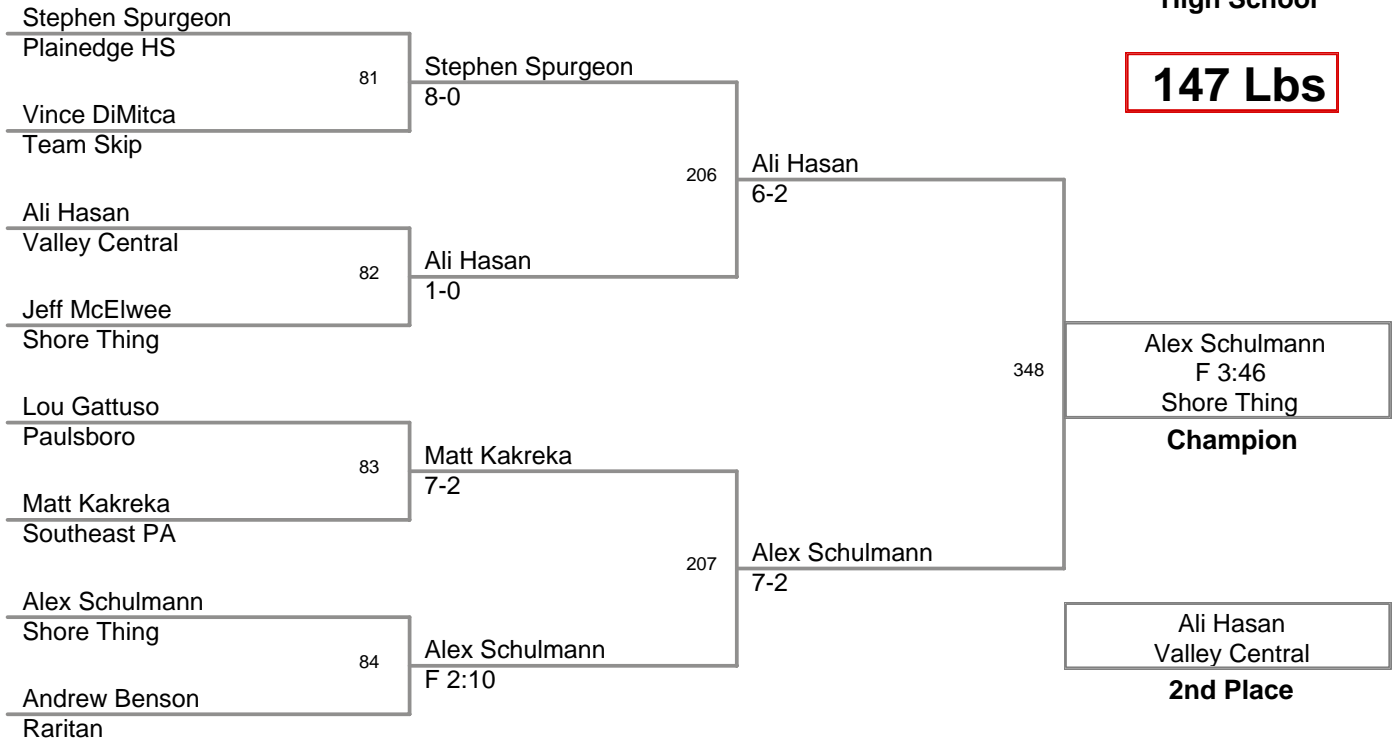 High School
147 Lbs
Stephen Spurgeon
Plainedge HS
81
Vince DiMitca
Team Skip
Stephen Spurgeon
8-0
Ali Hasan
Valley Central
82
Jeff McElwee
Shore Thing
Ali Hasan
1-0
206
Ali Hasan
6-2
Lou Gattuso
Paulsboro
83
Matt Kakreka
Southeast PA
Matt Kakreka
7-2
Alex Schulmann
Shore Thing
84
Andrew Benson
Raritan
Alex Schulmann
F 2:10
207
Alex Schulmann
7-2
348
Alex Schulmann
F 3:46
Shore Thing
Champion
Ali Hasan
Valley Central
2nd Place